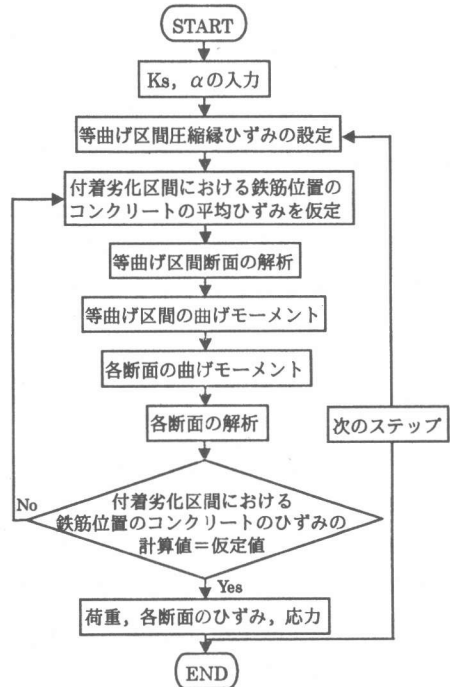 START
Ks，αの入力
等曲げ区間圧縮縁ひずみの設定
付着劣化区間における鉄筋位置の
コンクリートの平均ひずみを仮定
等曲げ区間断面の解析
等曲げ区間の曲げモーメント
各断面の曲げモーメント
各断面の解析
次のステップ
No
付着劣化区間における
鉄筋位置のコンクリートのひずみの
計算値＝仮定値
Yes
荷重，各断面のひずみ，応力
END